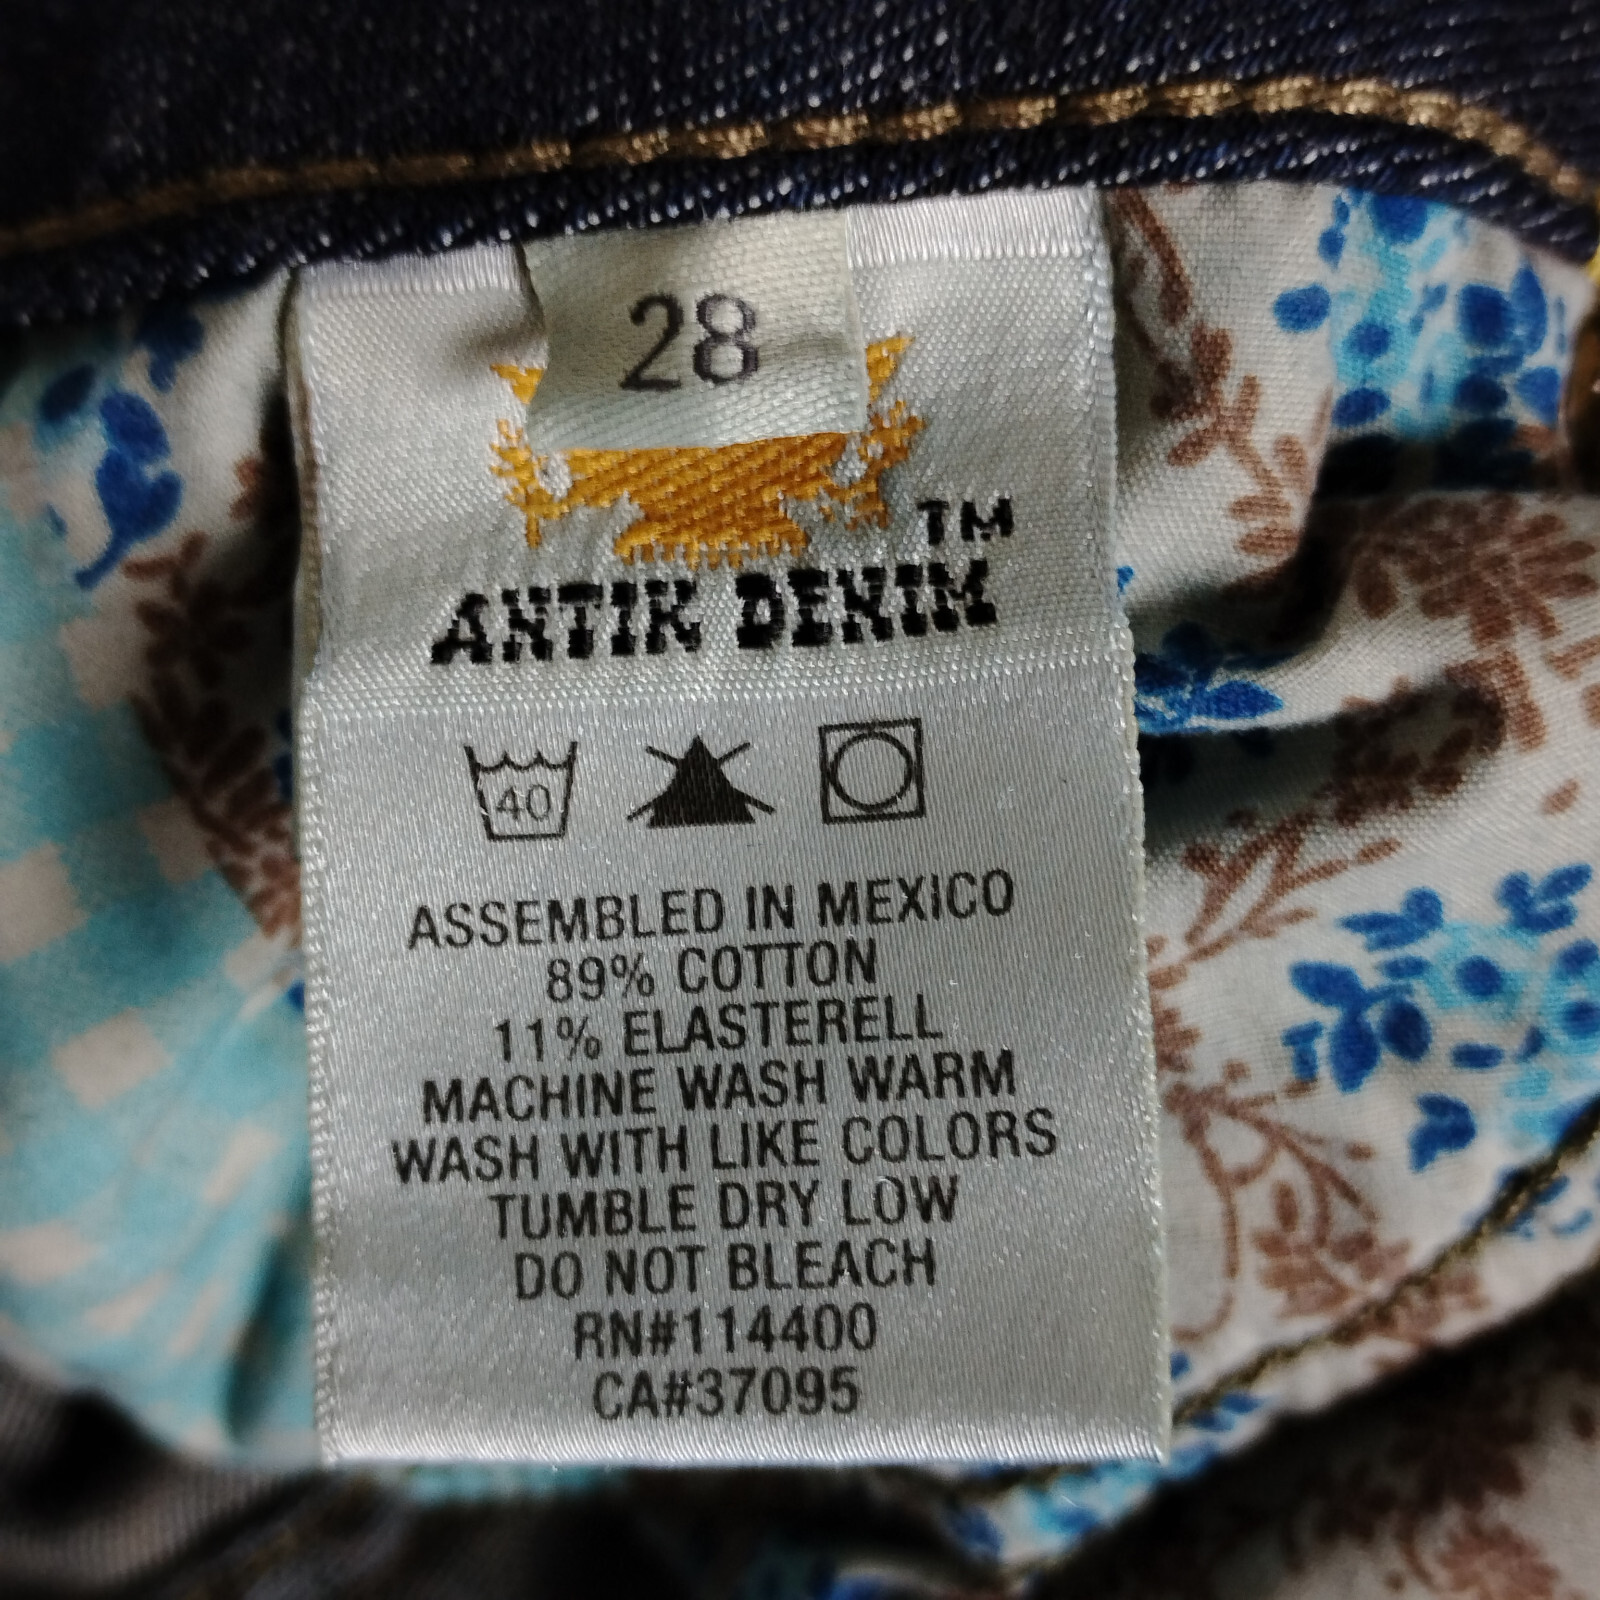 28
TM
ANTIK DENIM
40
ASSEMBLED IN MEXICO
89% COTTON
11% ELASTERELL
MACHINE WASH WARM
WASH WITH LIKE COLORS
TUMBLE DRY LOW
DO NOT BLEACH
RN#114400
CA#37095